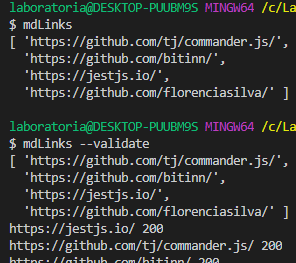 laboratoria@DESKTOP-PUUBM9S MINGW64 /c/La
$ mdLinks
[ 'https://github.com/tj/commander.js/',
'https://github.com/bitinn/',
'https://jestjs.io/',
'https://github.com/florenciasilva/' ]
laboratoria@DESKTOP-PUUBM9S MINGW64 /c/La
$ mdLinks --validate
[ 'https://github.com/tj/commander.js/',
'https://github.com/bitinn/',
'https://jestjs.io/',
'https://github.com/florenciasilva/' ]
https://jestjs.io/ 200
https://github.com/tj/commander.js/ 200
https://github.com/bitinn/ 200